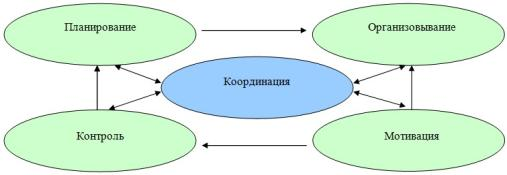 Планирование
Организовывание
Координация
Контроль
Мотивация